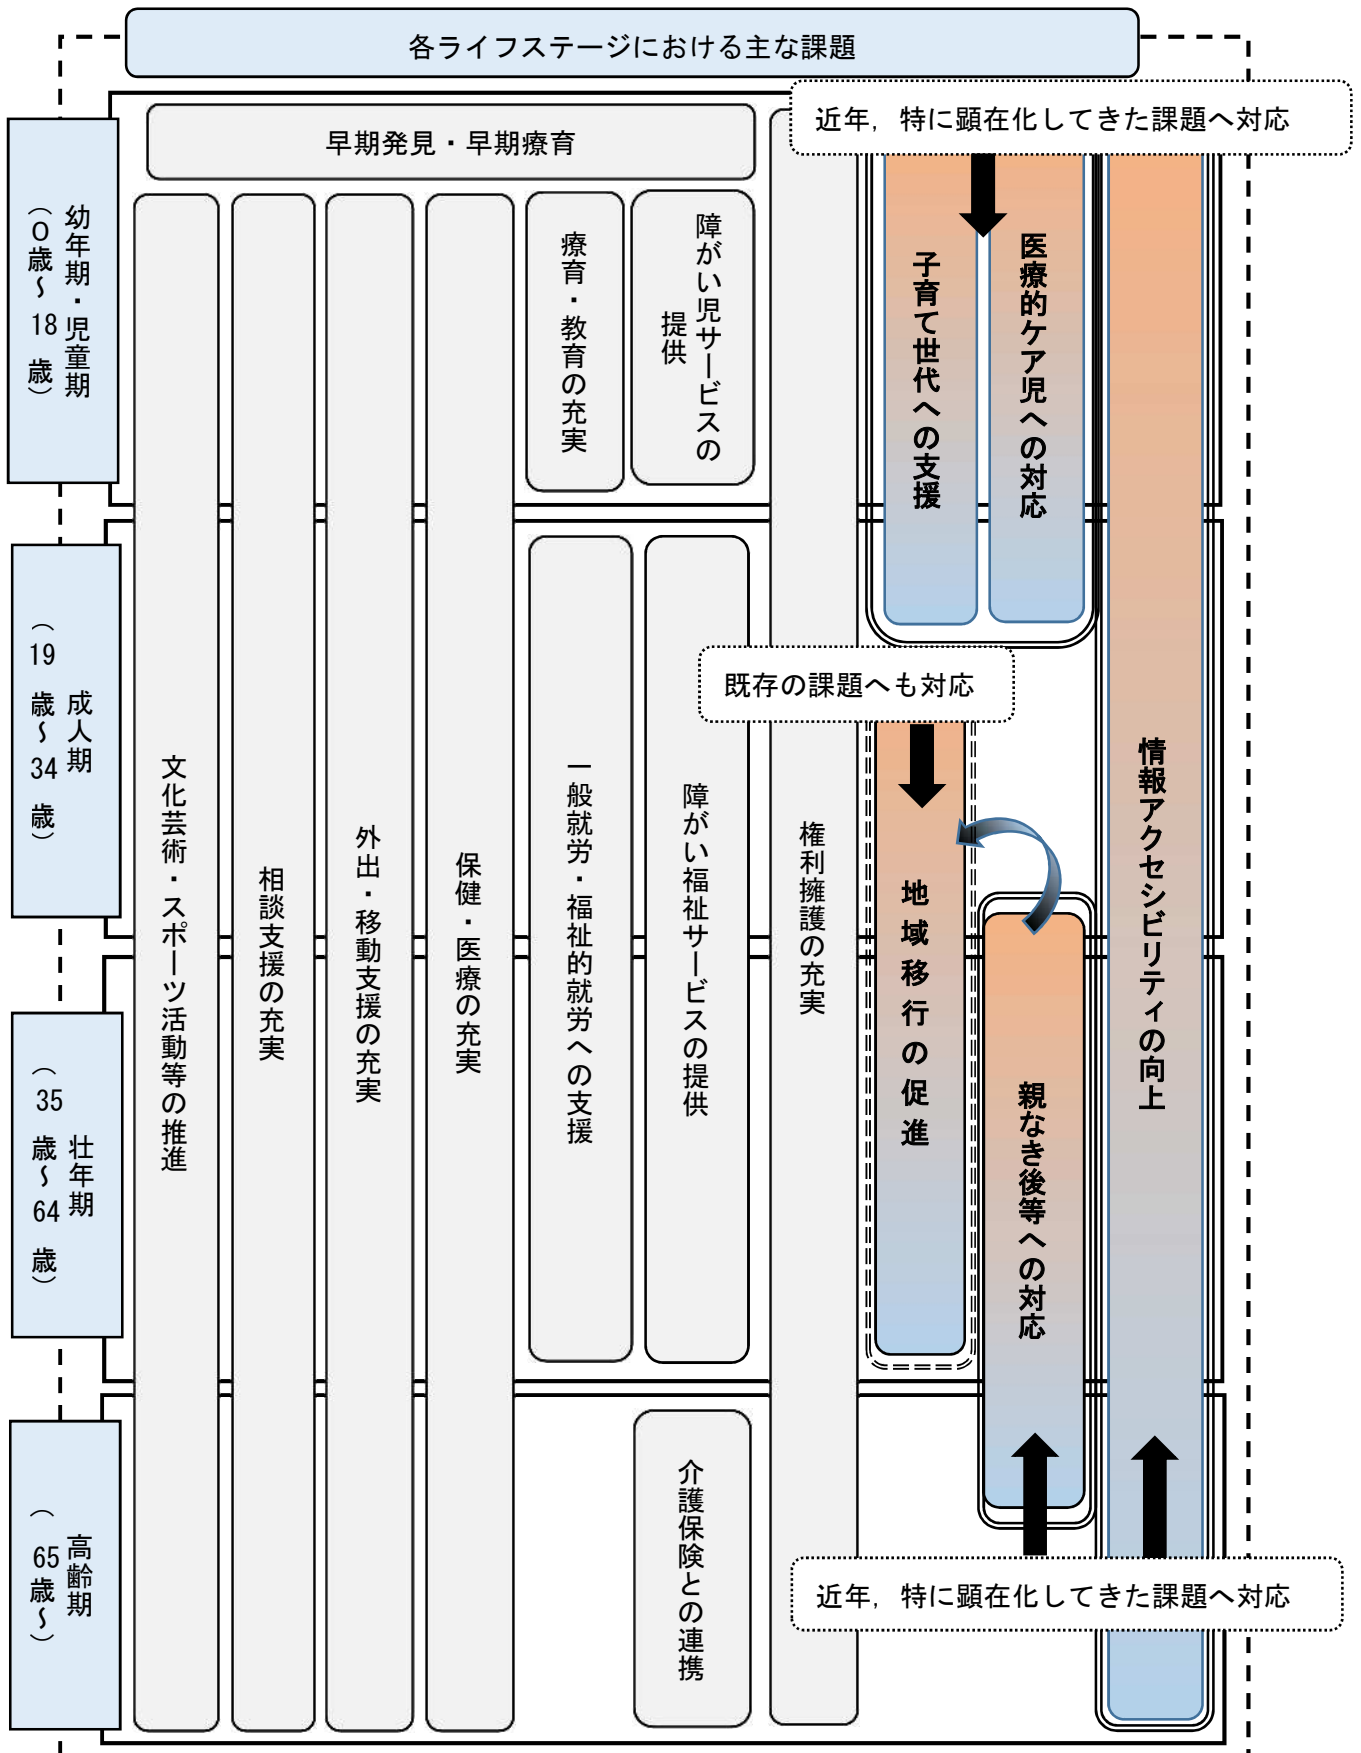 各ライフステージにおける主な課題
近年，特に顕在化してきた課題へ対応
早期発見・早期療育
幼年期・児童期
（０歳～18歳）
療育・教育の充実
障がい児サービスの
提供
子育て世代への支援
医療的ケア児への対応
既存の課題へも対応
成人期
（19歳～34歳）
文化芸術・スポーツ活動等の推進
相談支援の充実
外出・移動支援の充実
保健・医療の充実
一般就労・福祉的就労への支援
障がい福祉サービスの提供
権利擁護の充実
地域移行の促進
親なき後等への対応
情報アクセシビリティの向上
壮年期
（35歳～64歳）
高齢期
（65歳～）
介護保険との連携
近年，特に顕在化してきた課題へ対応